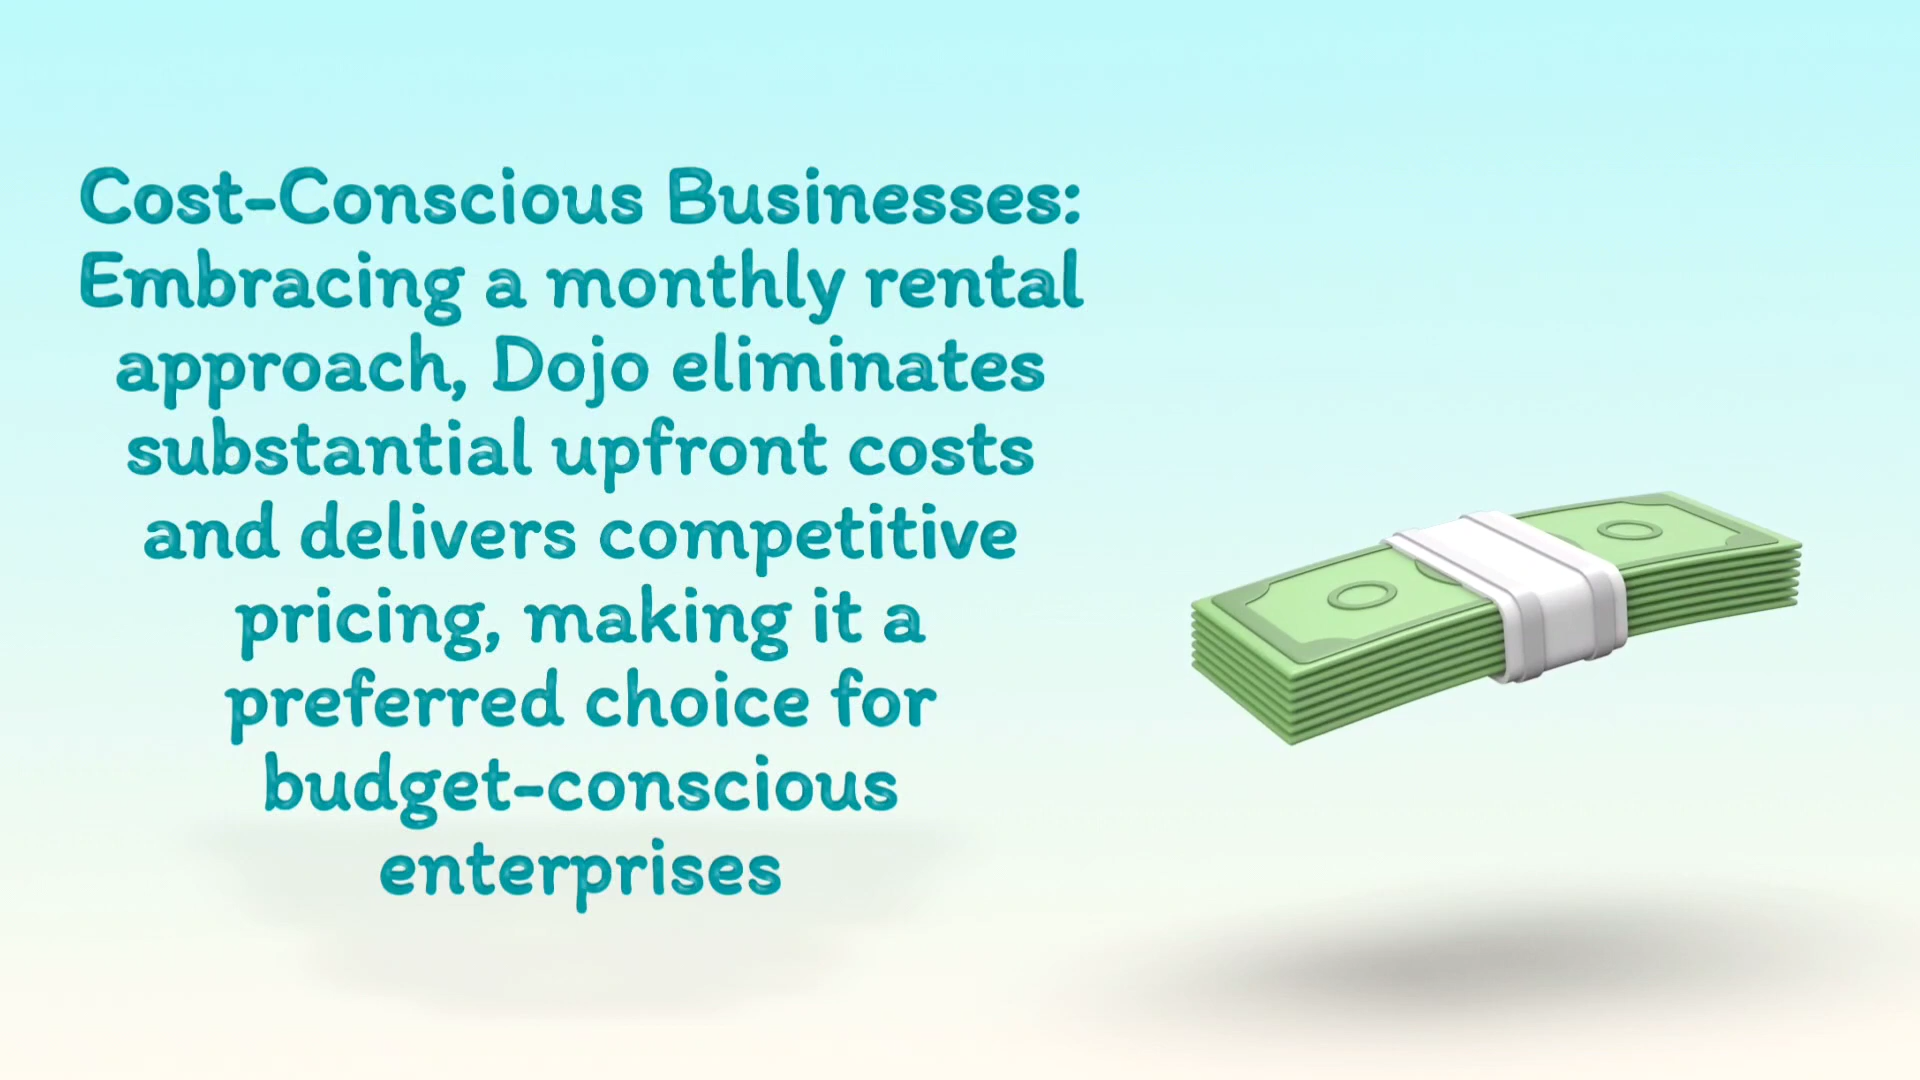 Cost-Conscious Businesses:
Embracing a monthly rental
approach, Dojo eliminates
substantial upfront costs
and delivers competitive
pricing, making it a
preferred choice for
budget-conscious
enterprises